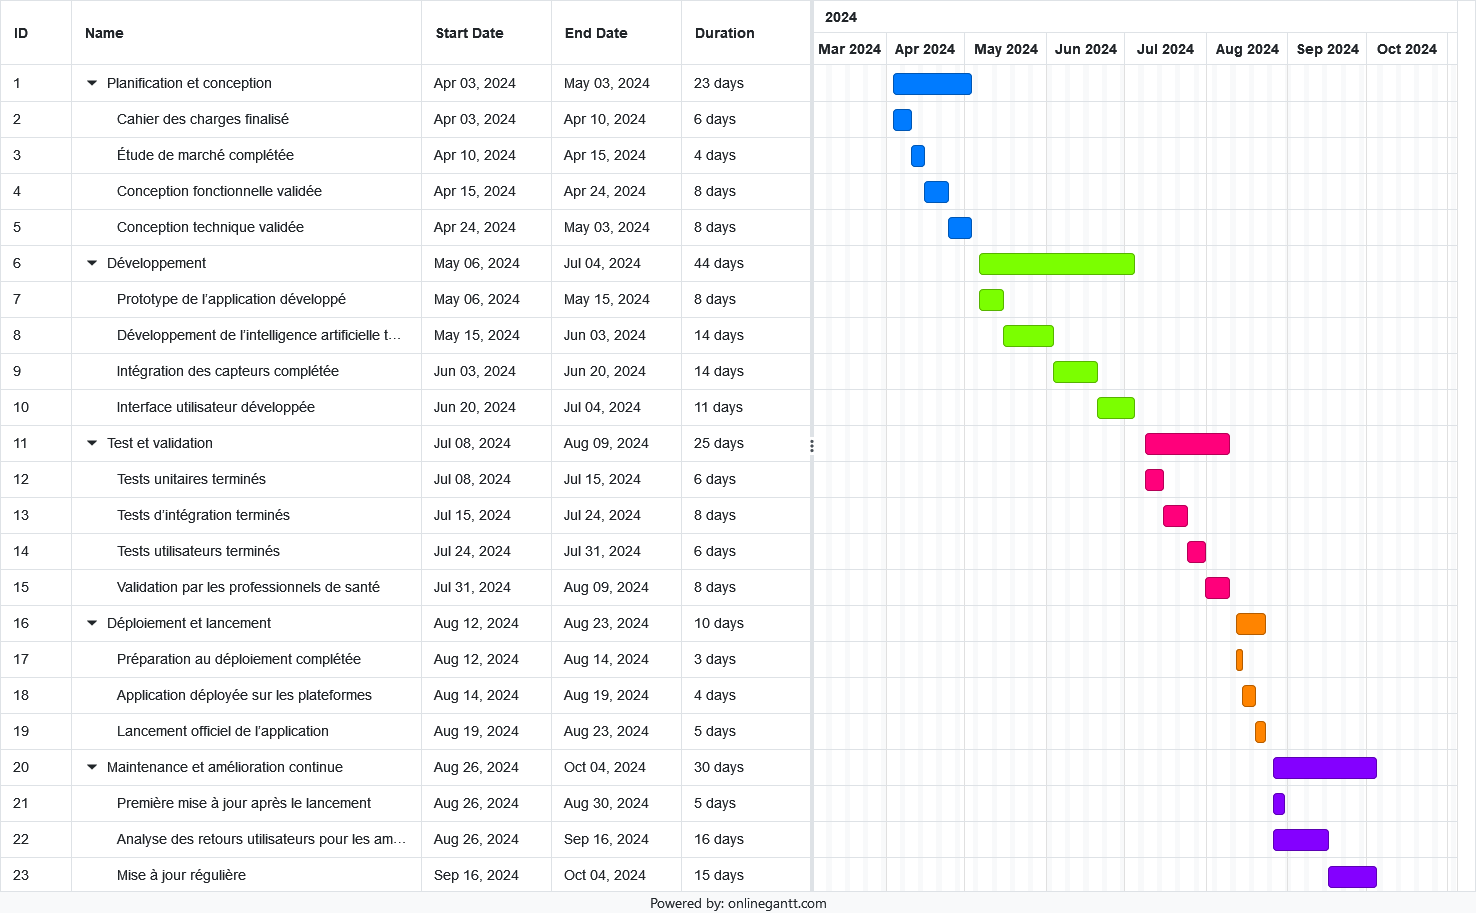 2024
ID Name Start Date End Date Duration
Mar 2024 Apr 2024 May 2024 Jun 2024 Jul 2024 Aug 2024 Sep 2024 Oct 2024
1 Planification et conception Apr 03, 2024 May 03, 2024 23 days
2 Cahier des charges finalisé Apr 03, 2024 Apr 10, 2024 6 days
3 Étude de marché complétée Apr 10, 2024 Apr 15, 2024 4 days
4 Conception fonctionnelle validée Apr 15, 2024 Apr 24, 2024 8 days
5 Conception technique validée Apr 24, 2024 May 03, 2024 8 days
6 Développement May 06, 2024 Jul 04, 2024 44 days
7 Prototype de l’application développé May 06, 2024 May 15, 2024 8 days
8 Développement de l’intelligence artificielle t... May 15, 2024 Jun 03, 2024 14 days
9 Intégration des capteurs complétée Jun 03, 2024 Jun 20, 2024 14 days
10 Interface utilisateur développée Jun 20, 2024 Jul 04, 2024 11 days
11 Test et validation Jul 08, 2024 Aug 09, 2024 25 days
12 Tests unitaires terminés Jul 08, 2024 Jul 15, 2024 6 days
13 Tests d’intégration terminés Jul 15, 2024 Jul 24, 2024 8 days
14 Tests utilisateurs terminés Jul 24, 2024 Jul 31, 2024 6 days
15 Validation par les professionnels de santé Jul 31, 2024 Aug 09, 2024 8 days
16 Déploiement et lancement Aug 12, 2024 Aug 23, 2024 10 days
17 Préparation au déploiement complétée Aug 12, 2024 Aug 14, 2024 3 days
18 Application déployée sur les plateformes Aug 14, 2024 Aug 19, 2024 4 days
19 Lancement officiel de l’application Aug 19, 2024 Aug 23, 2024 5 days
20 Maintenance et amélioration continue Aug 26, 2024 Oct 04, 2024 30 days
21 Première mise à jour après le lancement Aug 26, 2024 Aug 30, 2024 5 days
22 Analyse des retours utilisateurs pour les am... Aug 26, 2024 Sep 16, 2024 16 days
23 Mise à jour régulière Sep 16, 2024 Oct 04, 2024 15 days
Powered by: onlinegantt.com